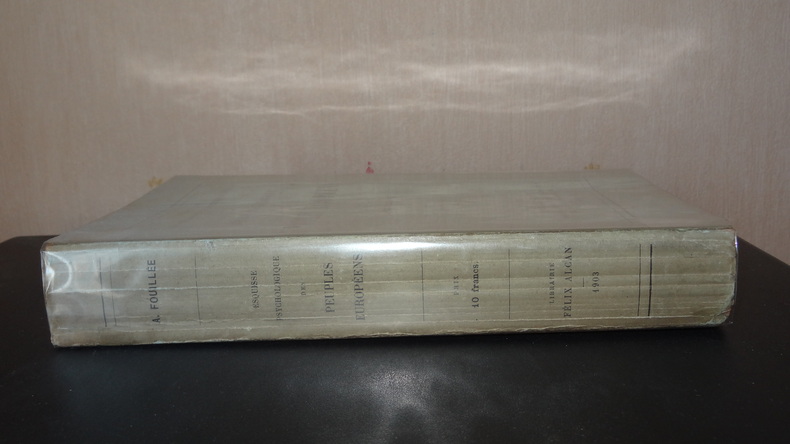 A. FOUILLÉE
ESQUISSE
PSYCHOLOGIQUE
DES
PEUPLES
EUROPÉENS
PRIX
10 francs
LIBRAIRIE
FÉLIX ALCAN
1903